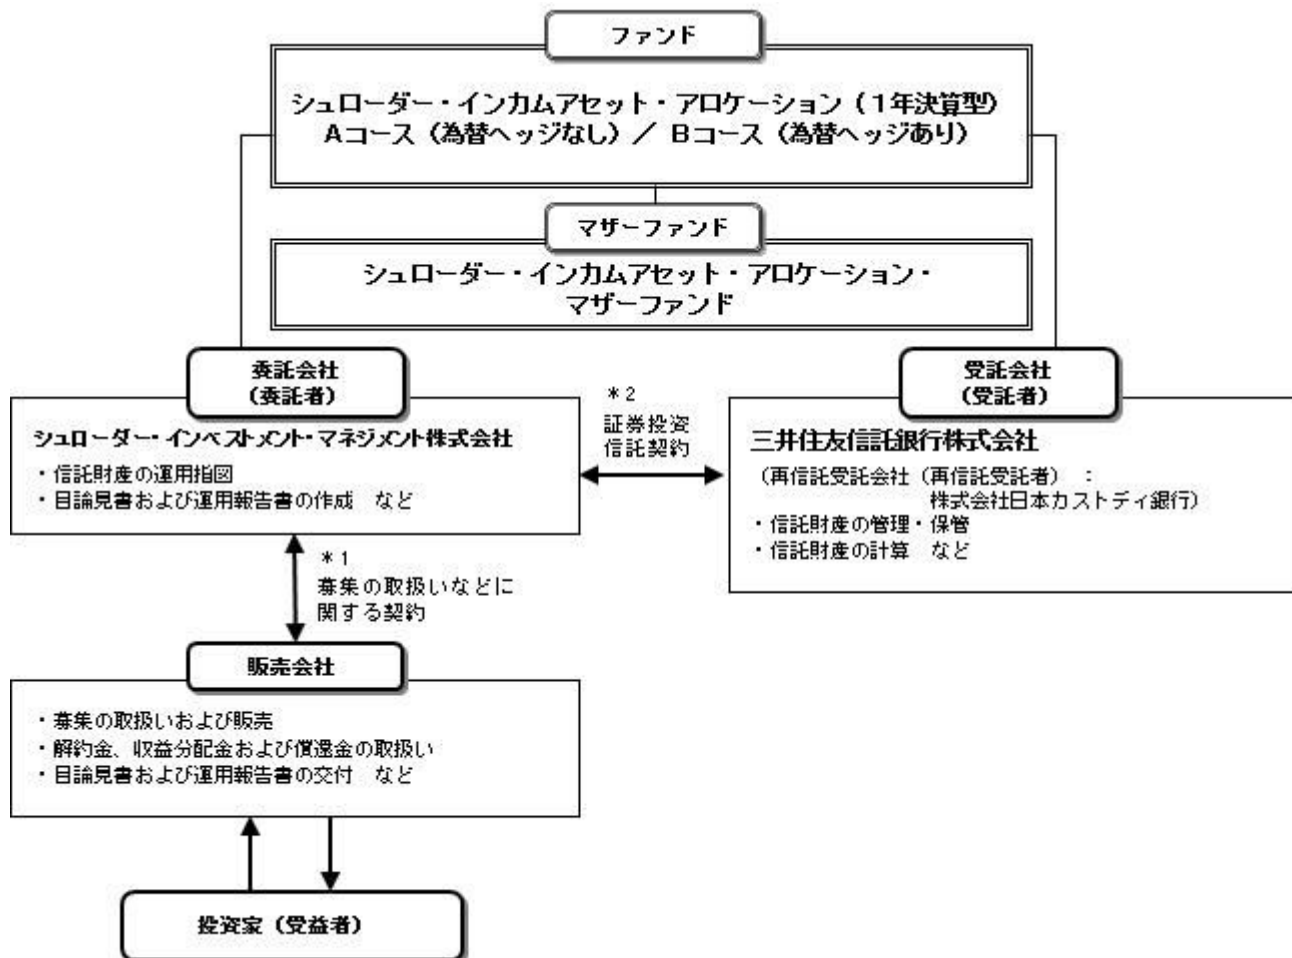 ファンド
シュローダー・インカムアセット・アロケーション（１年決算型）
Aコース（為替ヘッジなし）／ Bコース（為替ヘッジあり）
マザーファンド
シュローダー・インカムアセット・アロケーション・
マザーファンド
委託会社
（委託者）
シュローダー・インベストメント・マネジメント株式会社
・信託財産の運用指図
・目論見書および運用報告書の作成　など
＊２
証券投資
信託契約
受託会社
（受託者）
三井住友信託銀行株式会社
（再信託受託会社（再信託受託者）　：
株式会社日本カストディ銀行）
・信託財産の管理・保管
・信託財産の計算　など
＊１
募集の取扱いなどに
関する契約
販売会社
・募集の取扱いおよび販売
・解約金、収益分配金および償還金の取扱い
・目論見書および運用報告書の交付　など
投資家（受益者）